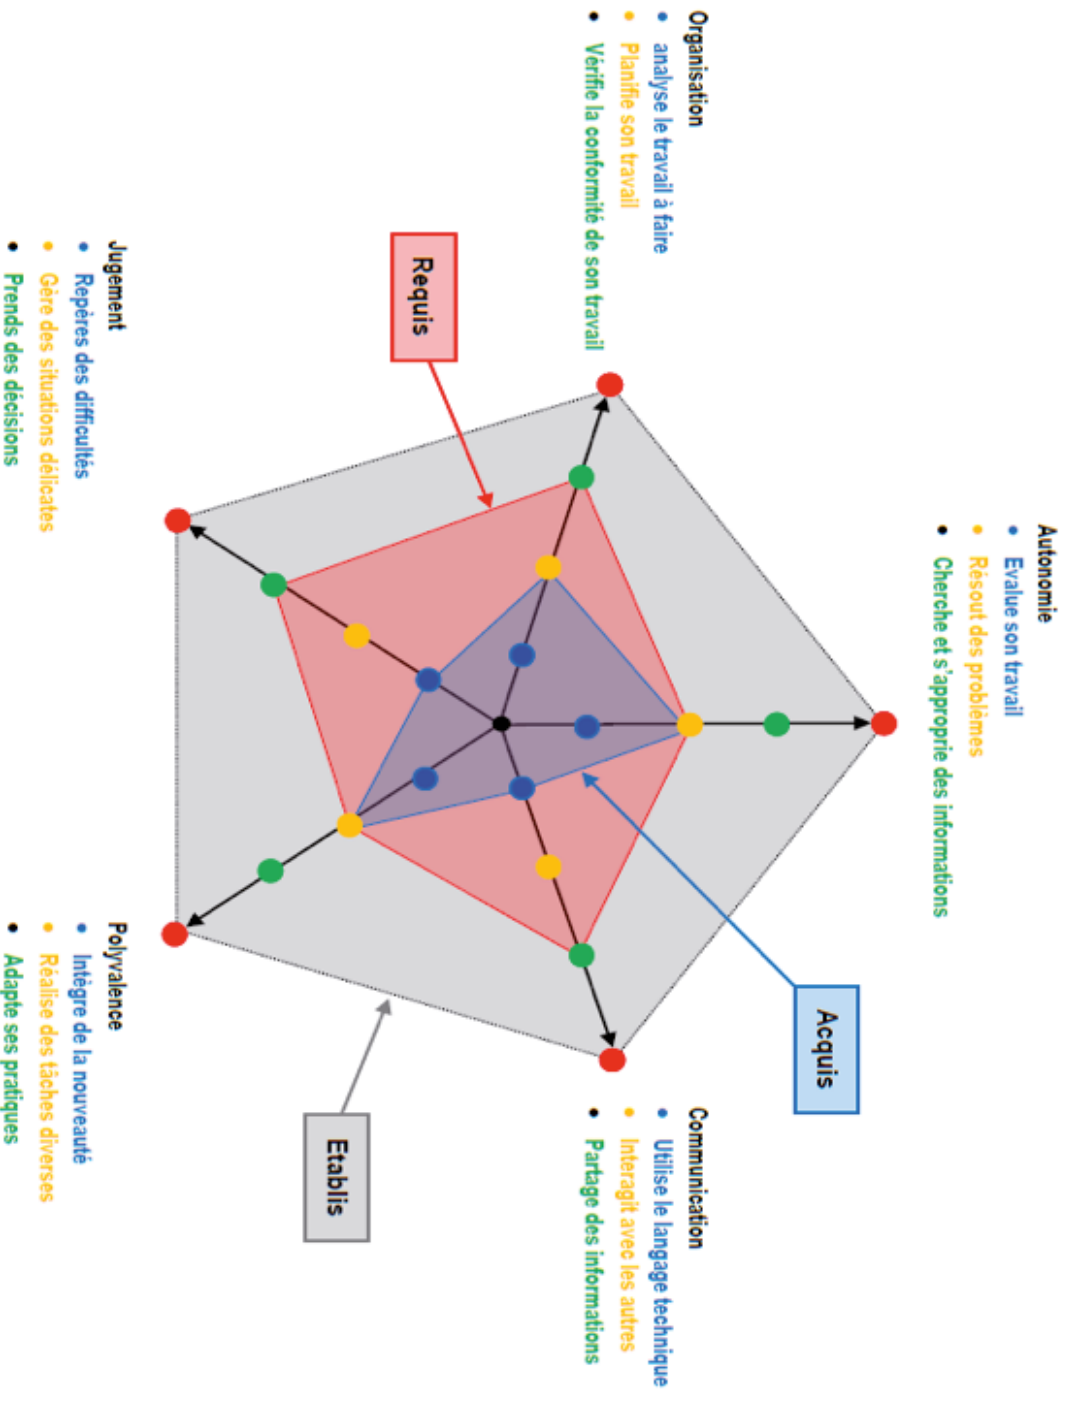 Autonomie
Evalue son travail
Résout des problèmes
Cherche et s'approprie des informations
Organisation
analyse le travail à faire
Planifie son travail
Vérifie la conformité de son travail
Communication
Utilise le langage technique
Interagit avec les autres
Partage des informations
Acquis
Requis
Etablis
Jugement
Repères des difficultés
Gère des situations délicates
Prends des décisions
Polyvalence
Intègre de la nouveauté
Réalise des tâches diverses
Adapte ses pratiques